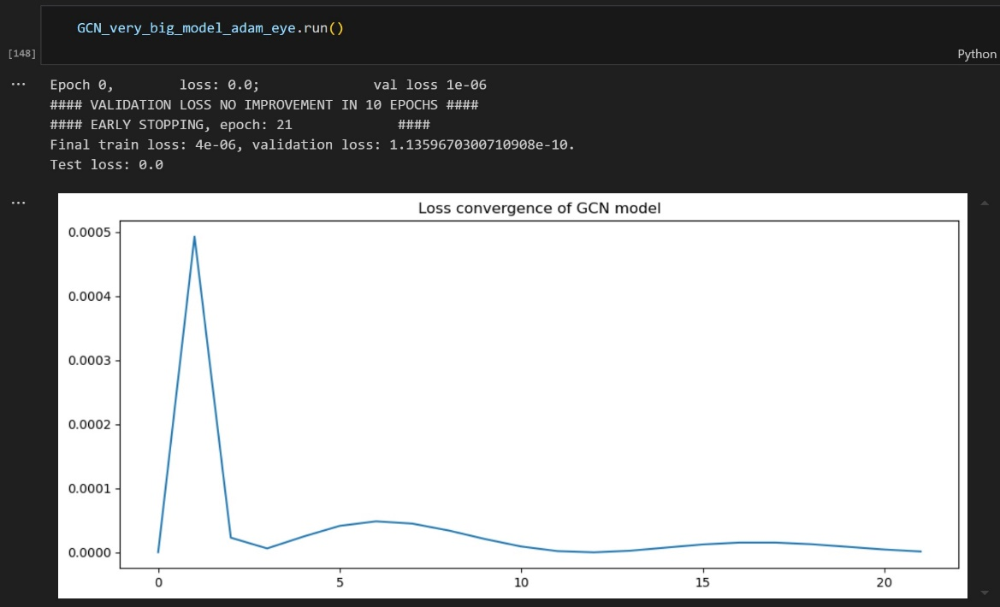 GCN_very_big_model_adam_eye.run()
[148]
Python
... Epoch 0, loss: 0.0; val loss 1e-06
#### VALIDATION LOSS NO IMPROVEMENT IN 10 EPOCHS ####
#### EARLY STOPPING, epoch: 21 ####
Final train loss: 4e-06, validation loss: 1.1359670300710908e-10.
Test loss: 0.0
...
Loss convergence of GCN model
0.0005
0.0004
0.0003
0.0002
0.0001
0.0000
0 5 10 15 20